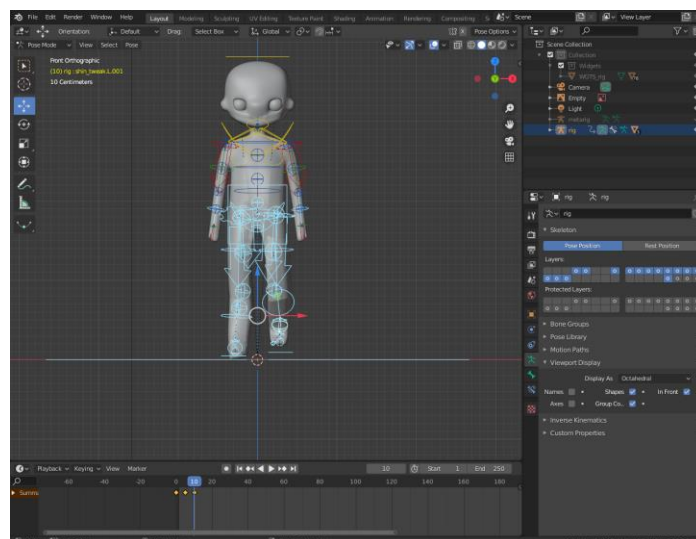 File Edit Render Window Help Layout Modeling Sculpting UV Editing Texture Paint Shading Animation Rendering Compositing S Scene View Layer
Orientation Default Drag: Select Box Global Pose Options
Pose Mode View Select Pose
Front Orthographic
(10) rig : shin_tweak.L.001
10 Centimeters
Z
Scene Collection
Collection
Widgets
WGTS_rig
Camera
Empty
Light
metarig
rig
rig rig
rig
Skeleton
Pose Position Rest Position
Layers:
Protected Layers:
Bone Groups
Pose Library
Motion Paths
Viewport Display
Display As Octahedral
Names Shapes In Front
Axes Group Co..
Inverse Kinematics
Custom Properties
Playback Keying View Marker 10 Start 1 End 250
-60 -40 -20 0 10 20 40 60 80 100 120 140 160 180
Summa